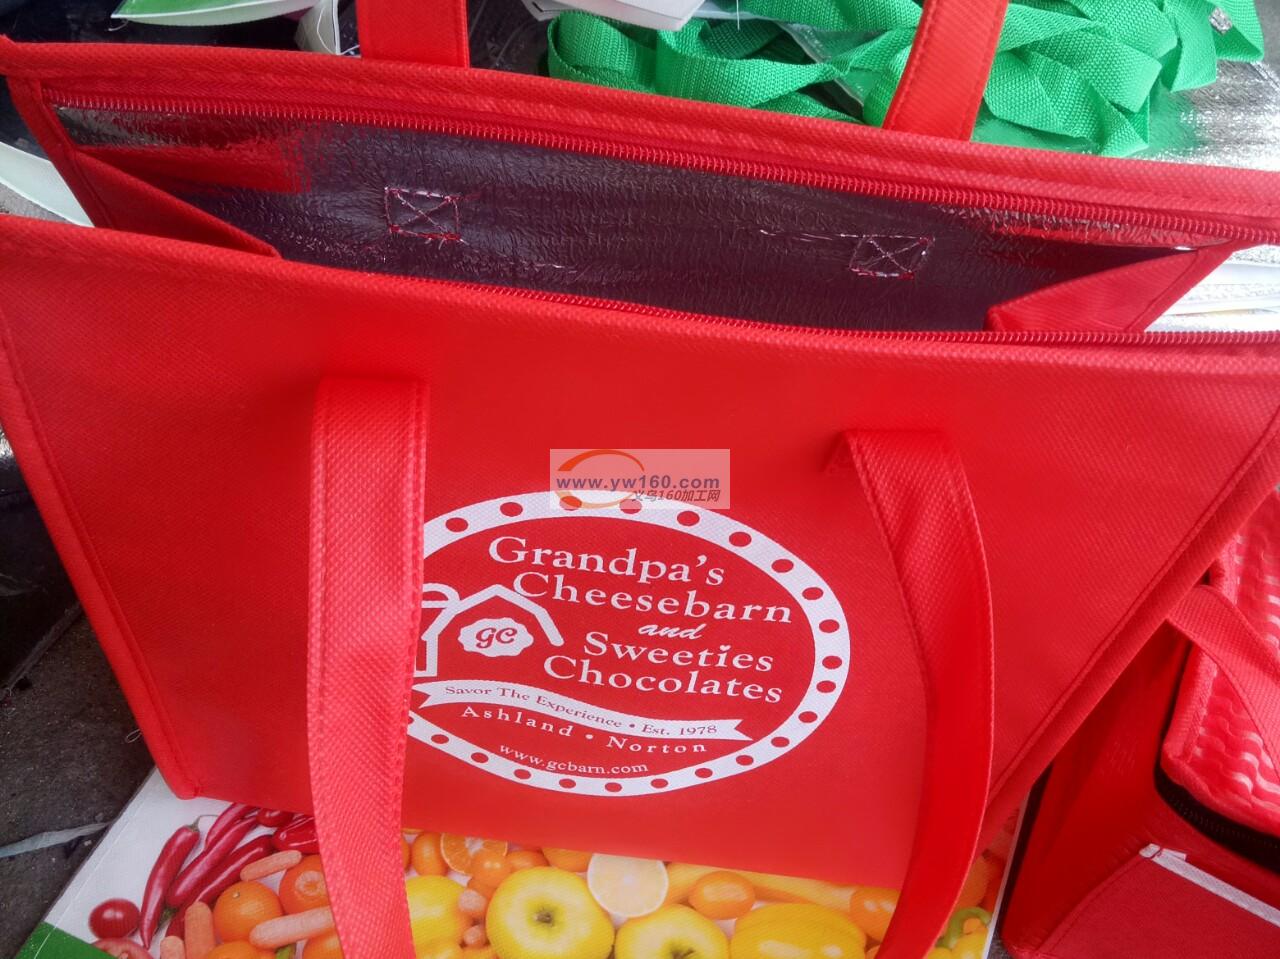 www.yw160.com
义乌160加工网
Grandpa's
Cheesebarn
and
Sweeties
Chocolates
GC
Savor The Experience • Est. 1978
Ashland • Norton
www.gcbarn.com